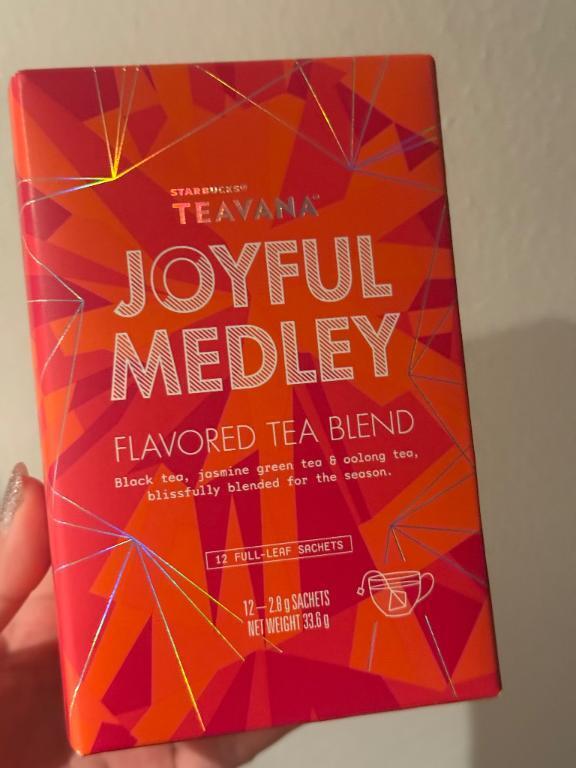 STARBUCKS®
TEAVANA™
JOYFUL
MEDLEY
FLAVORED TEA BLEND
Black tea, jasmine green tea & oolong tea,
blissfully blended for the season.
12 FULL-LEAF SACHETS
12 — 2.8 g SACHETS
NET WEIGHT 33.6 g